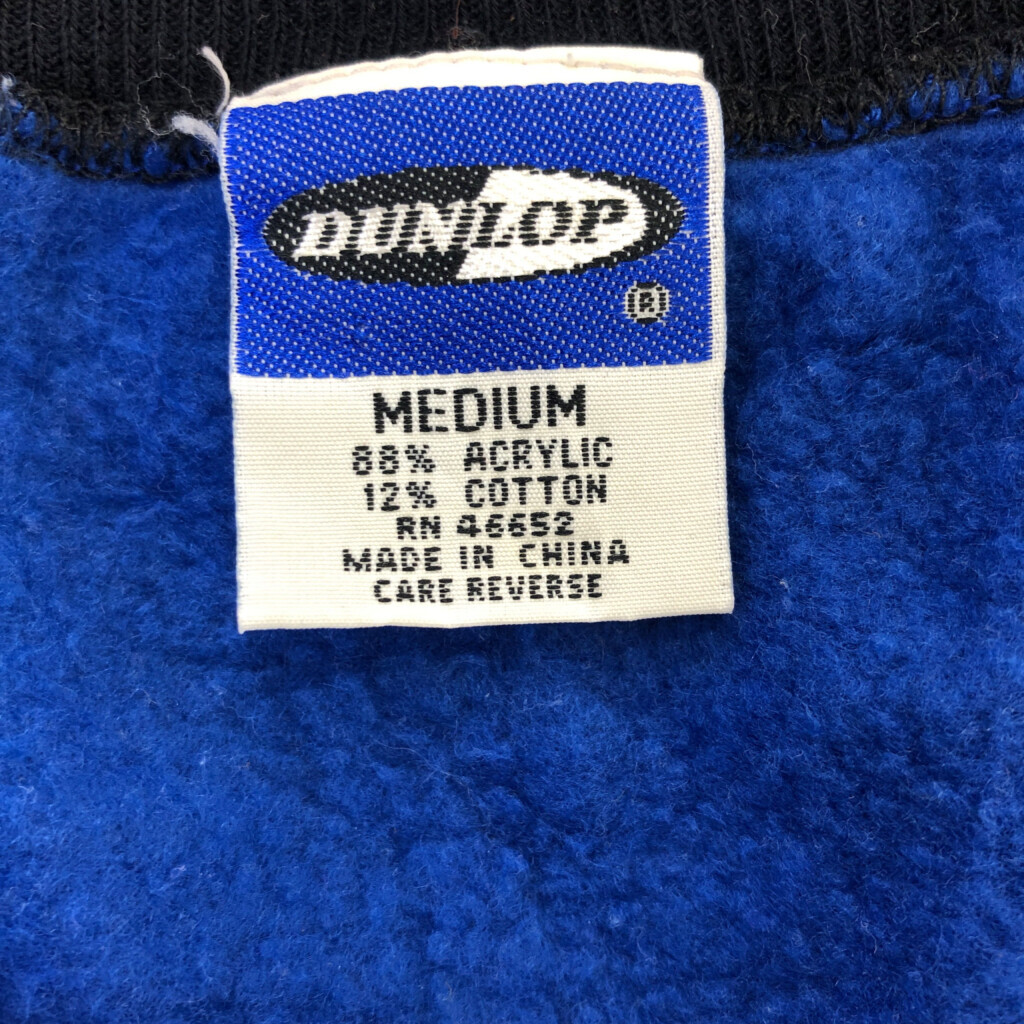 DUNLOP
®
MEDIUM
88% ACRYLIC
12% COTTON
RN 46652
MADE IN CHINA
CARE REVERSE